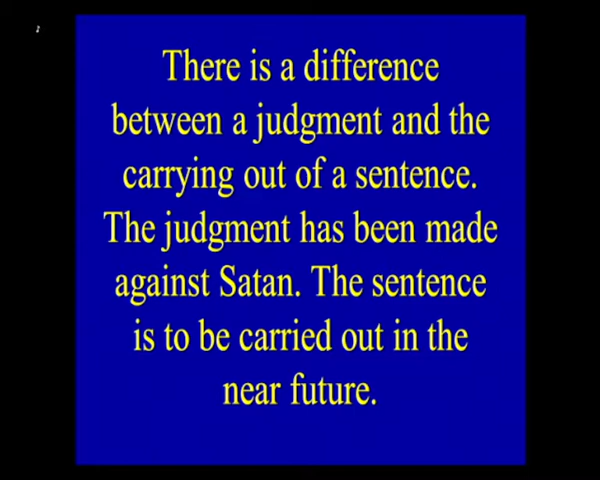 There is a difference
between a judgment and the
carrying out of a sentence.
The judgment has been made
against Satan. The sentence
is to be carried out in the
near future.